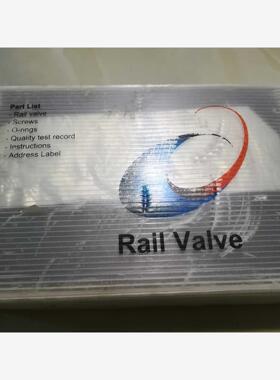 Part List
- Rail valve
- Screws
- O-rings
- Quality test record
- Instructions
- Address Label
Rail Valve